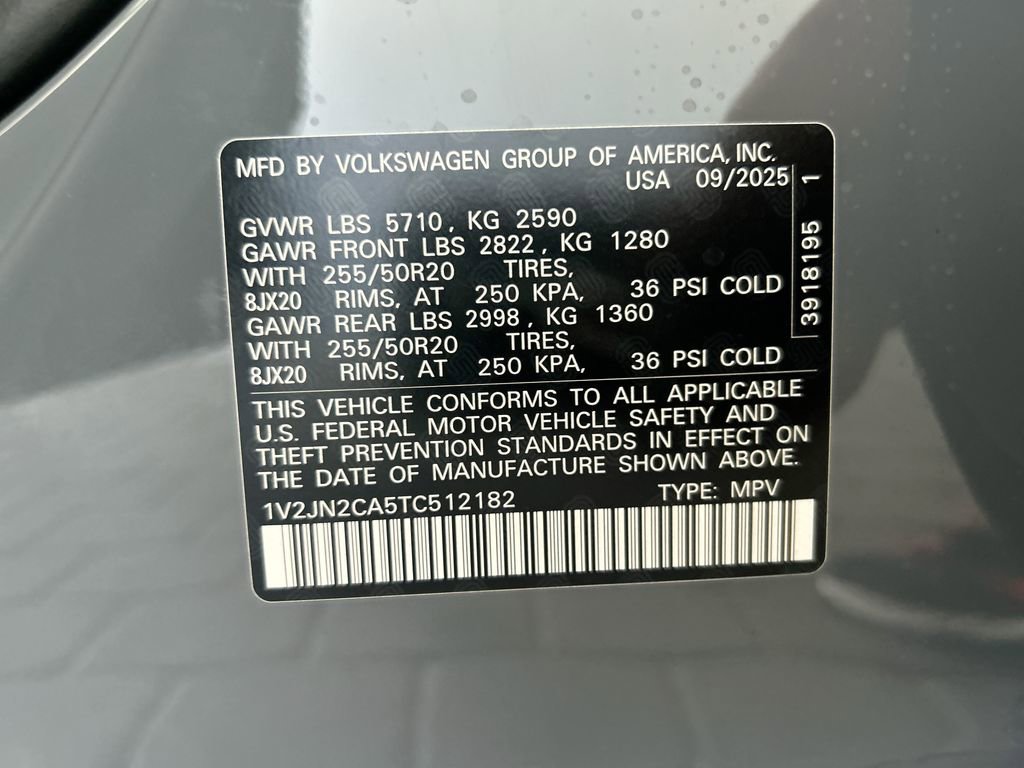 MFD BY VOLKSWAGEN GROUP OF AMERICA, INC.
USA 09/2025
GVWR LBS 5710, KG 2590
GAWR FRONT LBS 2822, KG 1280
WITH 255/50R20 TIRES,
8JX20 RIMS, AT 250 KPA, 36 PSI COLD
GAWR REAR LBS 2998, KG 1360
WITH 255/50R20 TIRES,
8JX20 RIMS, AT 250 KPA, 36 PSI COLD
3918195 1
THIS VEHICLE CONFORMS TO ALL APPLICABLE
U.S. FEDERAL MOTOR VEHICLE SAFETY AND
THEFT PREVENTION STANDARDS IN EFFECT ON
THE DATE OF MANUFACTURE SHOWN ABOVE.
1V2JN2CA5TC512182 TYPE: MPV